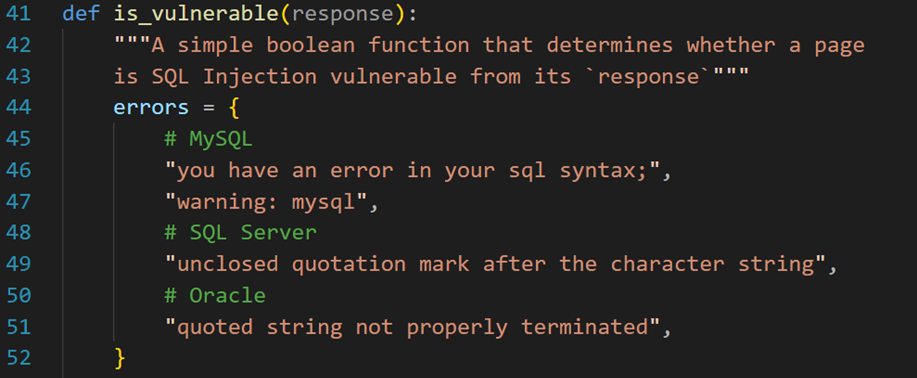 41 def is_vulnerable(response):
42     """A simple boolean function that determines whether a page
43     is SQL Injection vulnerable from its `response`"""
44     errors = {
45         # MySQL
46         "you have an error in your sql syntax;",
47         "warning: mysql",
48         # SQL Server
49         "unclosed quotation mark after the character string",
50         # Oracle
51         "quoted string not properly terminated",
52     }